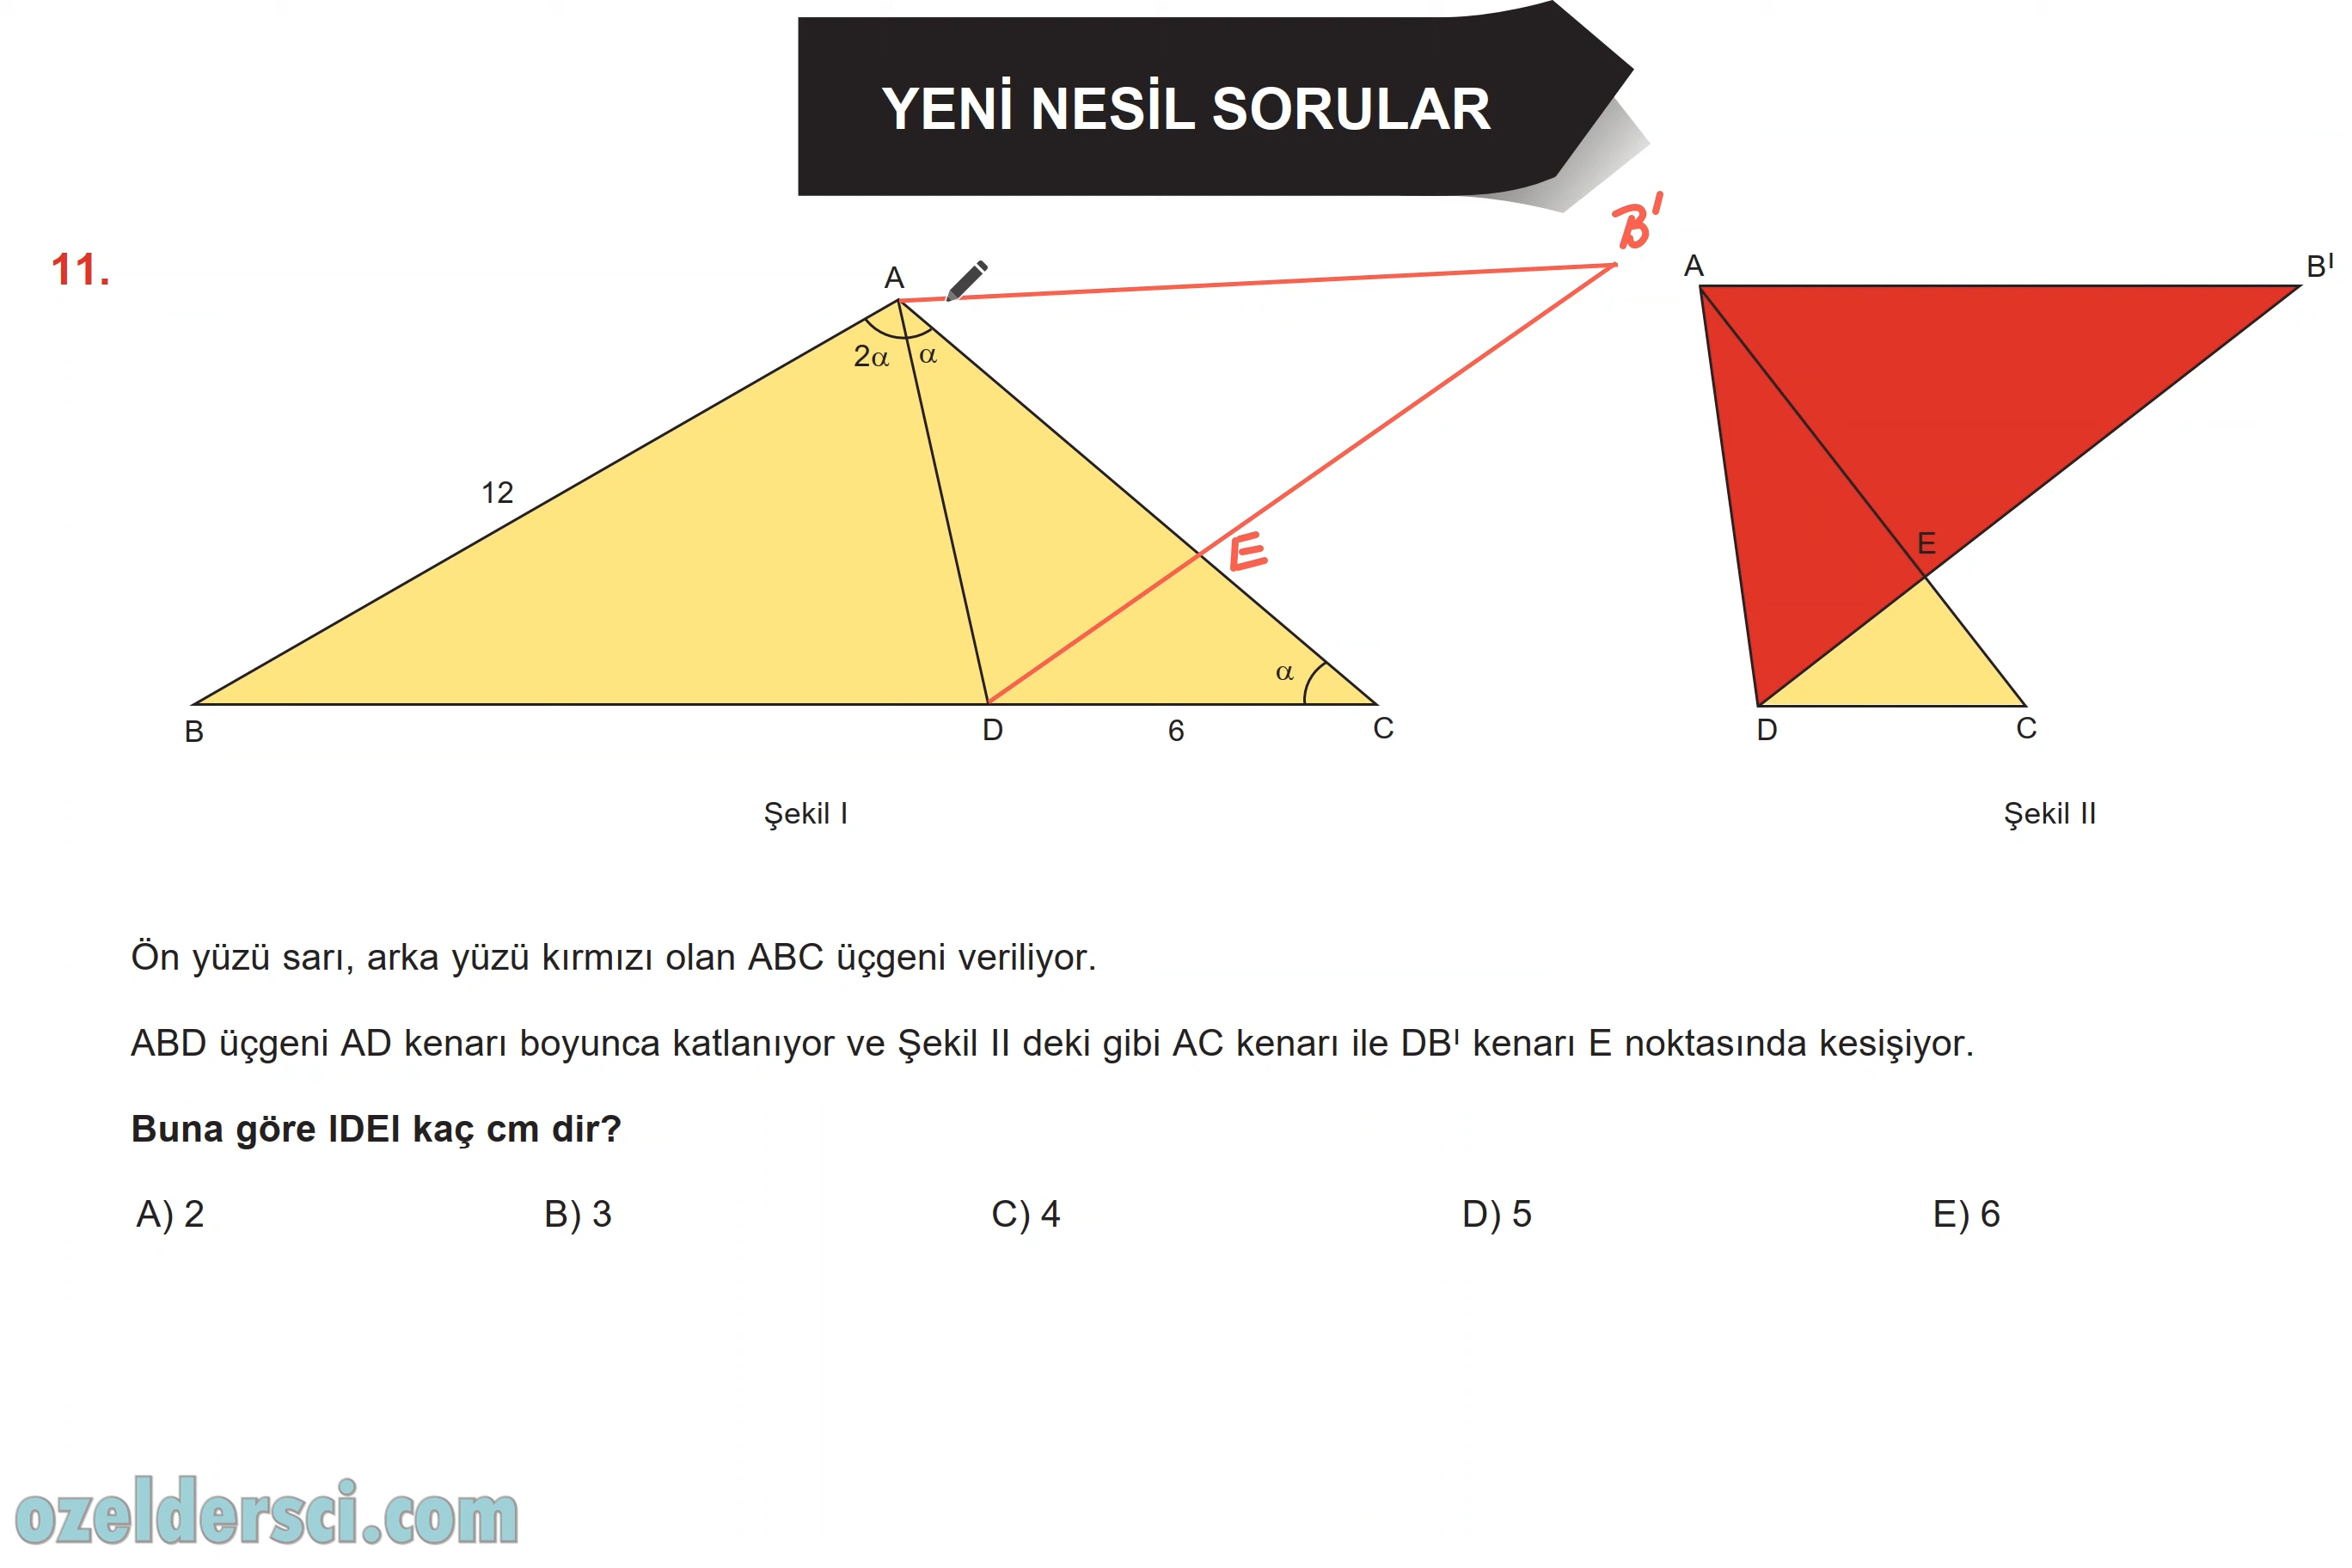 YENİ NESİL SORULAR
B'
11.
A
A
Bᴵ
2α
α
12
E
E
α
B
D
6
C
D
C
Şekil I
Şekil II
Ön yüzü sarı, arka yüzü kırmızı olan ABC üçgeni veriliyor.
ABD üçgeni AD kenarı boyunca katlanıyor ve Şekil II deki gibi AC kenarı ile DBᴵ kenarı E noktasında kesişiyor.
Buna göre IDEI kaç cm dir?
A) 2
B) 3
C) 4
D) 5
E) 6
ozeldersci.com